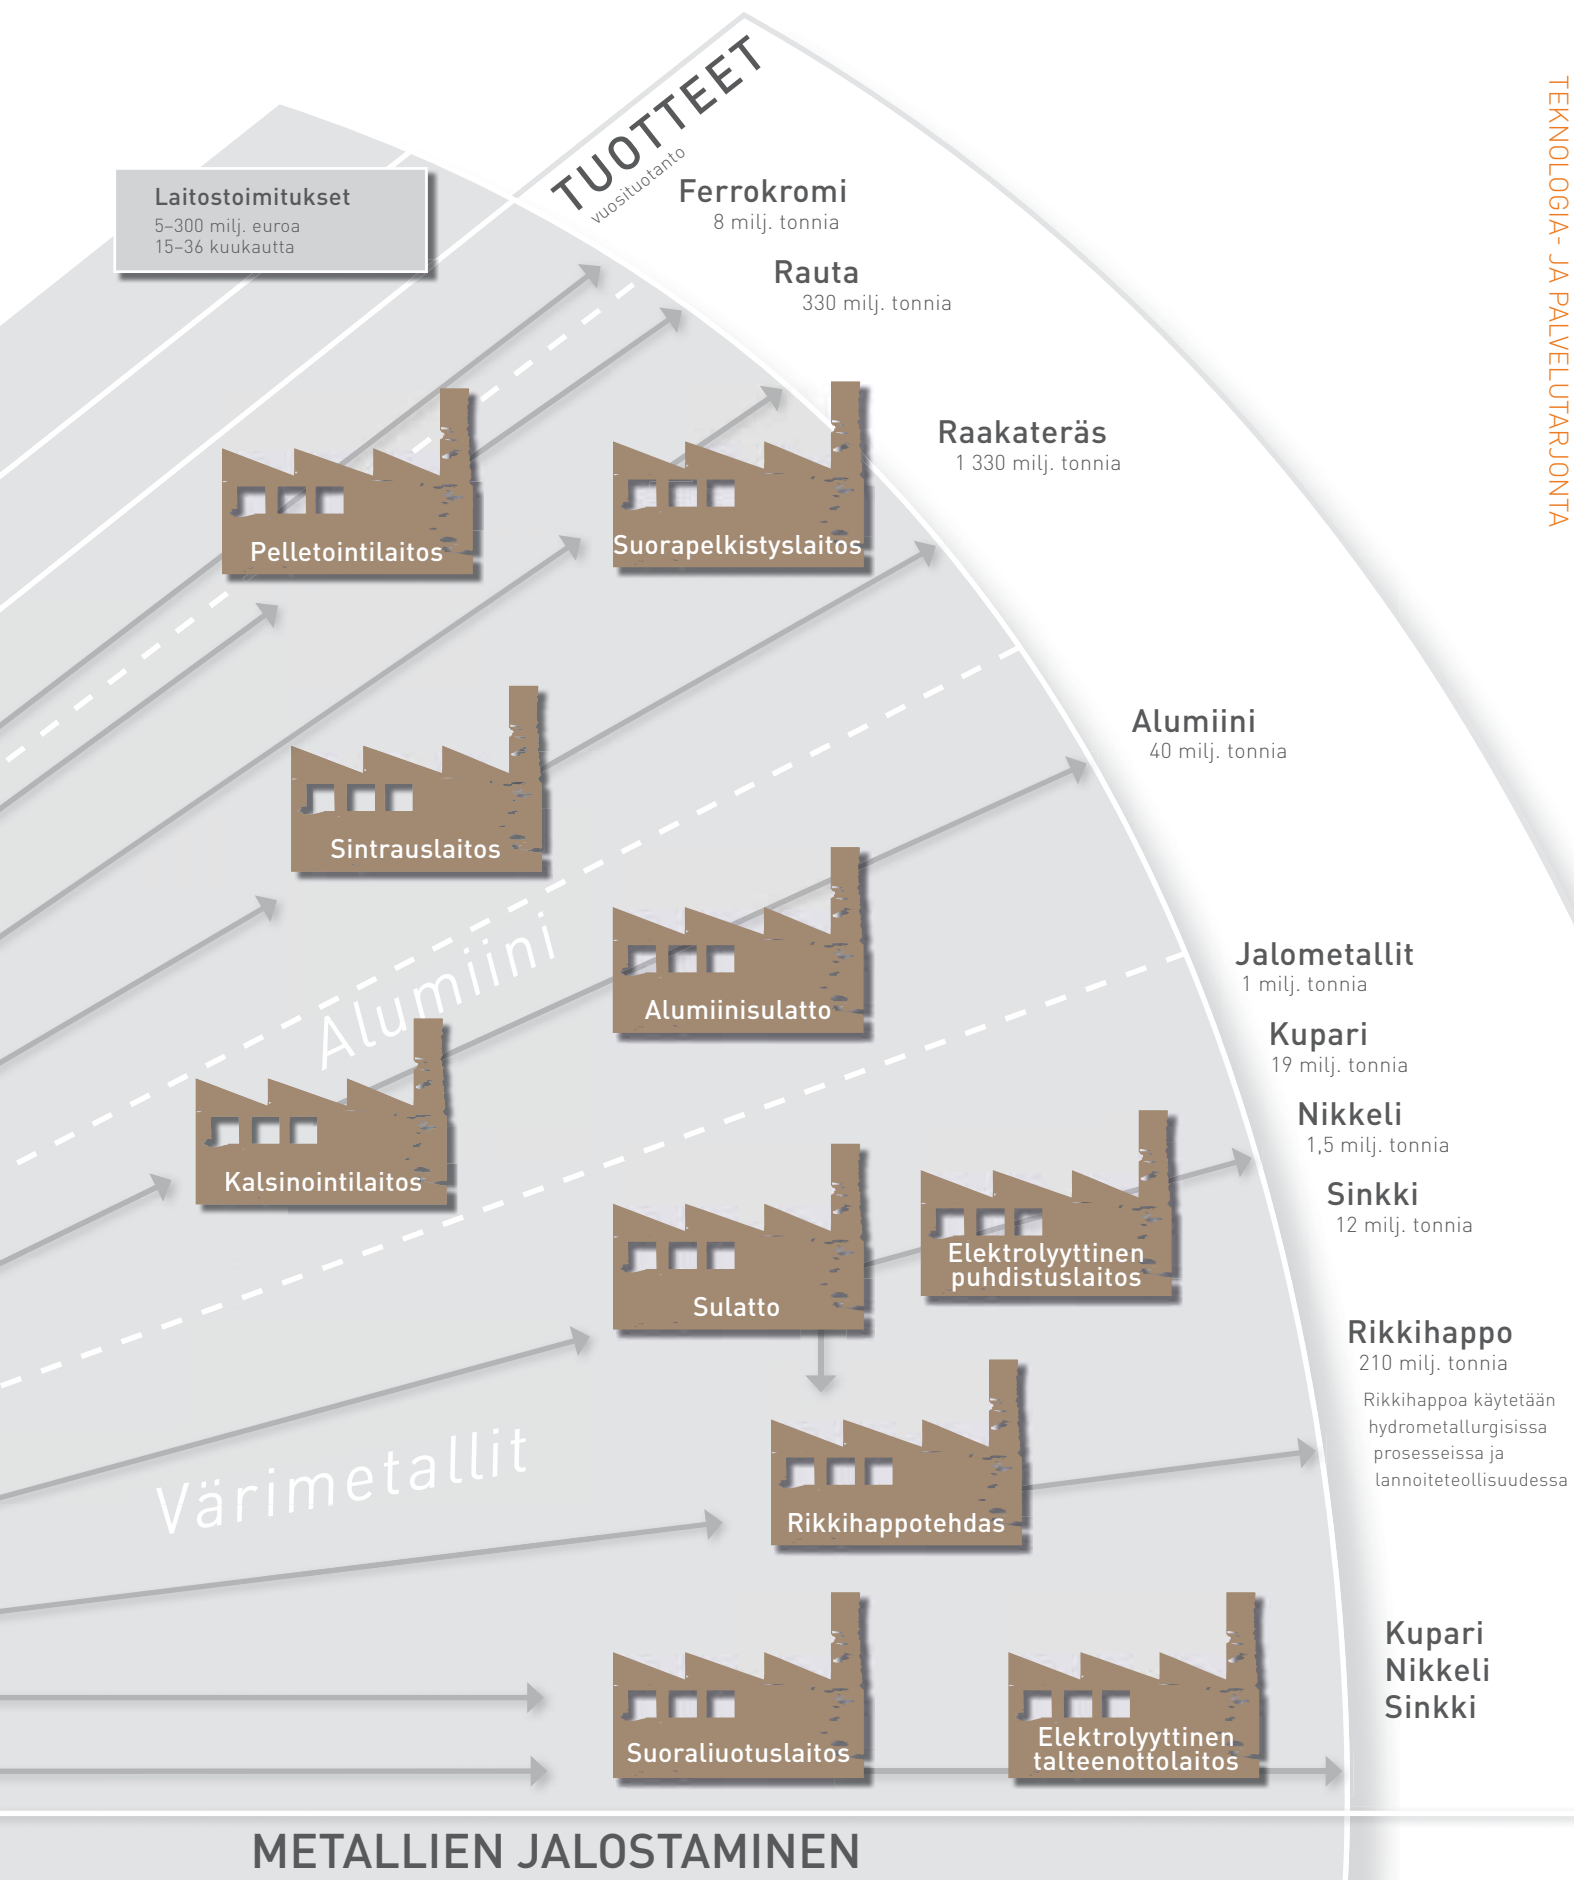 TUOTTEET
vuosituotanto
Laitostoimitukset
5–300 milj. euroa
15–36 kuukautta
Ferrokromi
8 milj. tonnia
Rauta
330 milj. tonnia
Raakateräs
1 330 milj. tonnia
Alumiini
40 milj. tonnia
Jalometallit
1 milj. tonnia
Kupari
19 milj. tonnia
Nikkeli
1,5 milj. tonnia
Sinkki
12 milj. tonnia
Rikkihappo
210 milj. tonnia
Rikkihappoa käytetään
hydrometallurgisissa
prosesseissa ja
lannoiteteollisuudessa
Kupari
Nikkeli
Sinkki
Pelletointilaitos
Suorapelkistyslaitos
Sintrauslaitos
Alumiini
Alumiinisulatto
Kalsinointilaitos
Sulatto
Elektrolyyttinen
puhdistuslaitos
Värimetallit
Rikkihappotehdas
Suoraliuotuslaitos
Elektrolyyttinen
talteenottolaitos
METALLIEN JALOSTAMINEN
TEKNOLOGIA- JA PALVELUTARJONTA